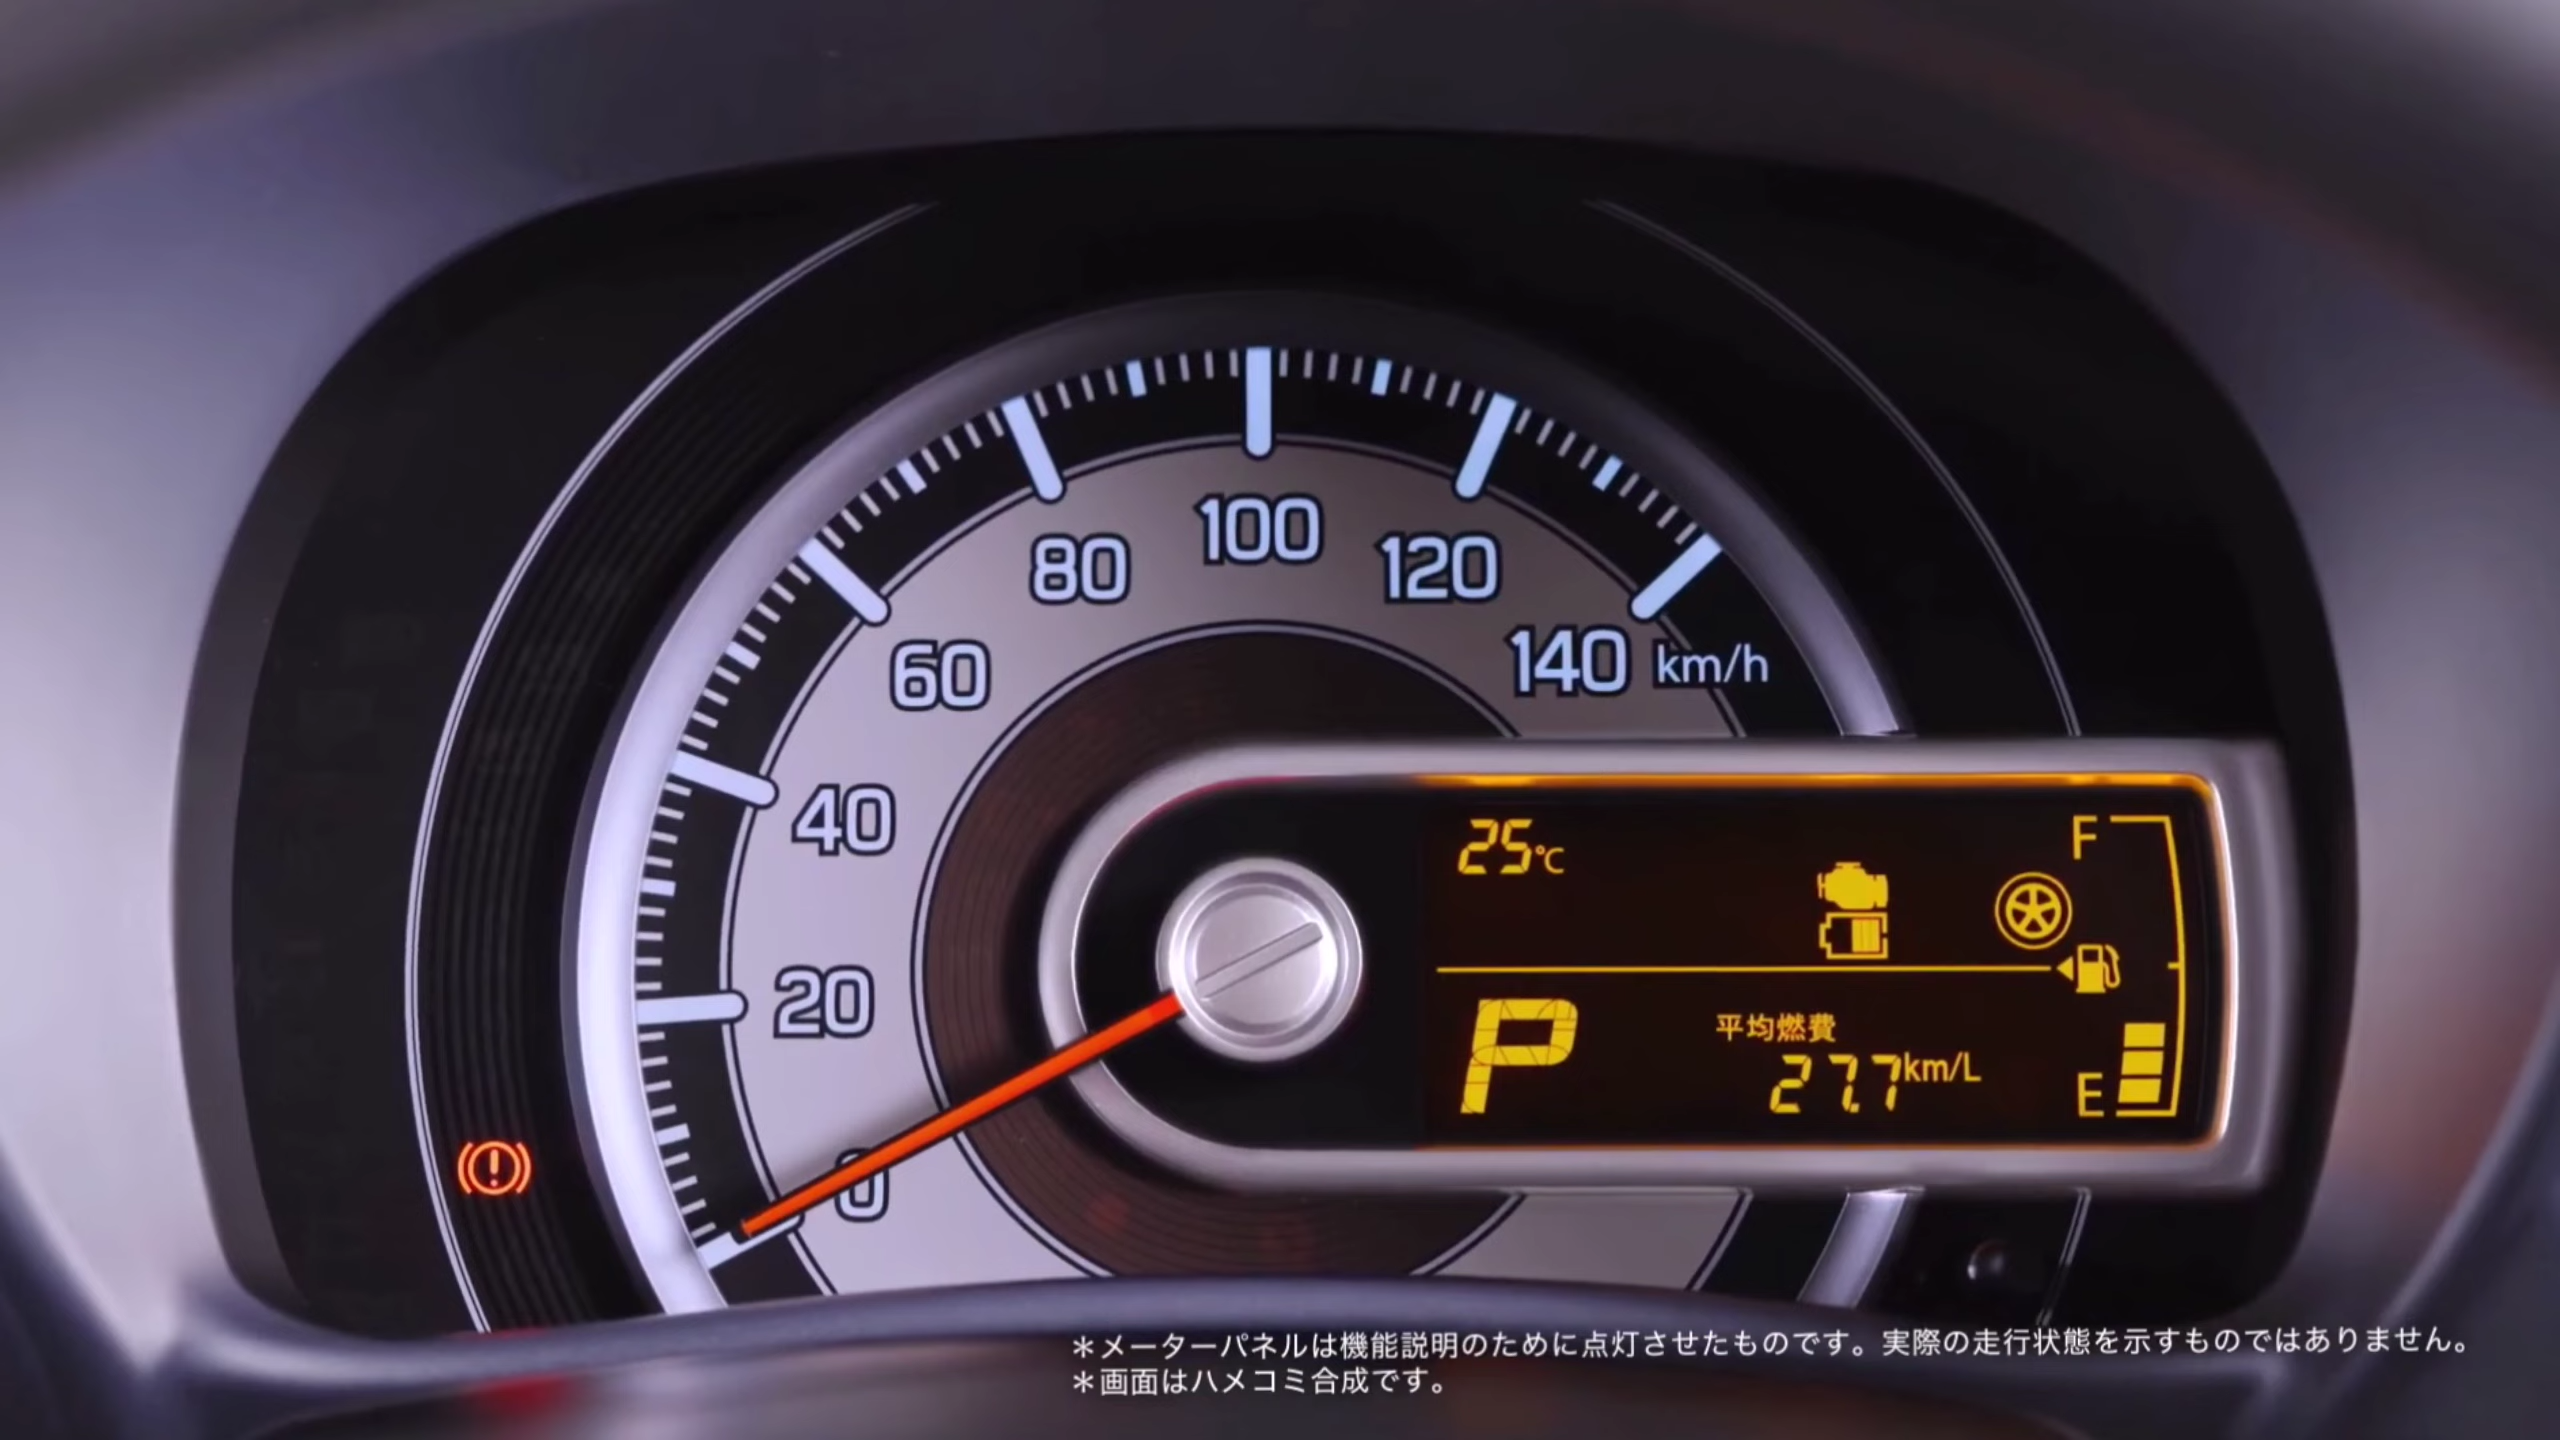 100
80
120
60
140 km/h
40
25℃
F
20
P
平均燃費
27.7km/L
E
0
＊メーターパネルは機能説明のために点灯させたものです。実際の走行状態を示すものではありません。
＊画面はハメコミ合成です。